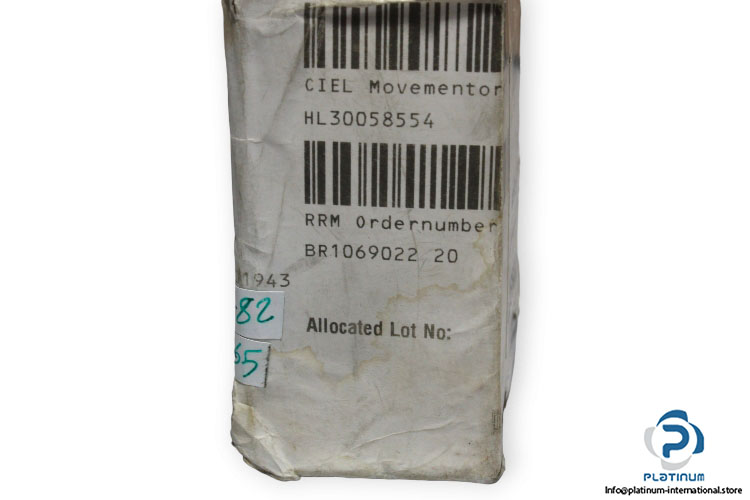 CIEL Movementor
HL30058554
RRM Ordernumber
BR1069022 20
1943
82
65
Allocated Lot No:
PLATINUM
Info@platinum-international.store